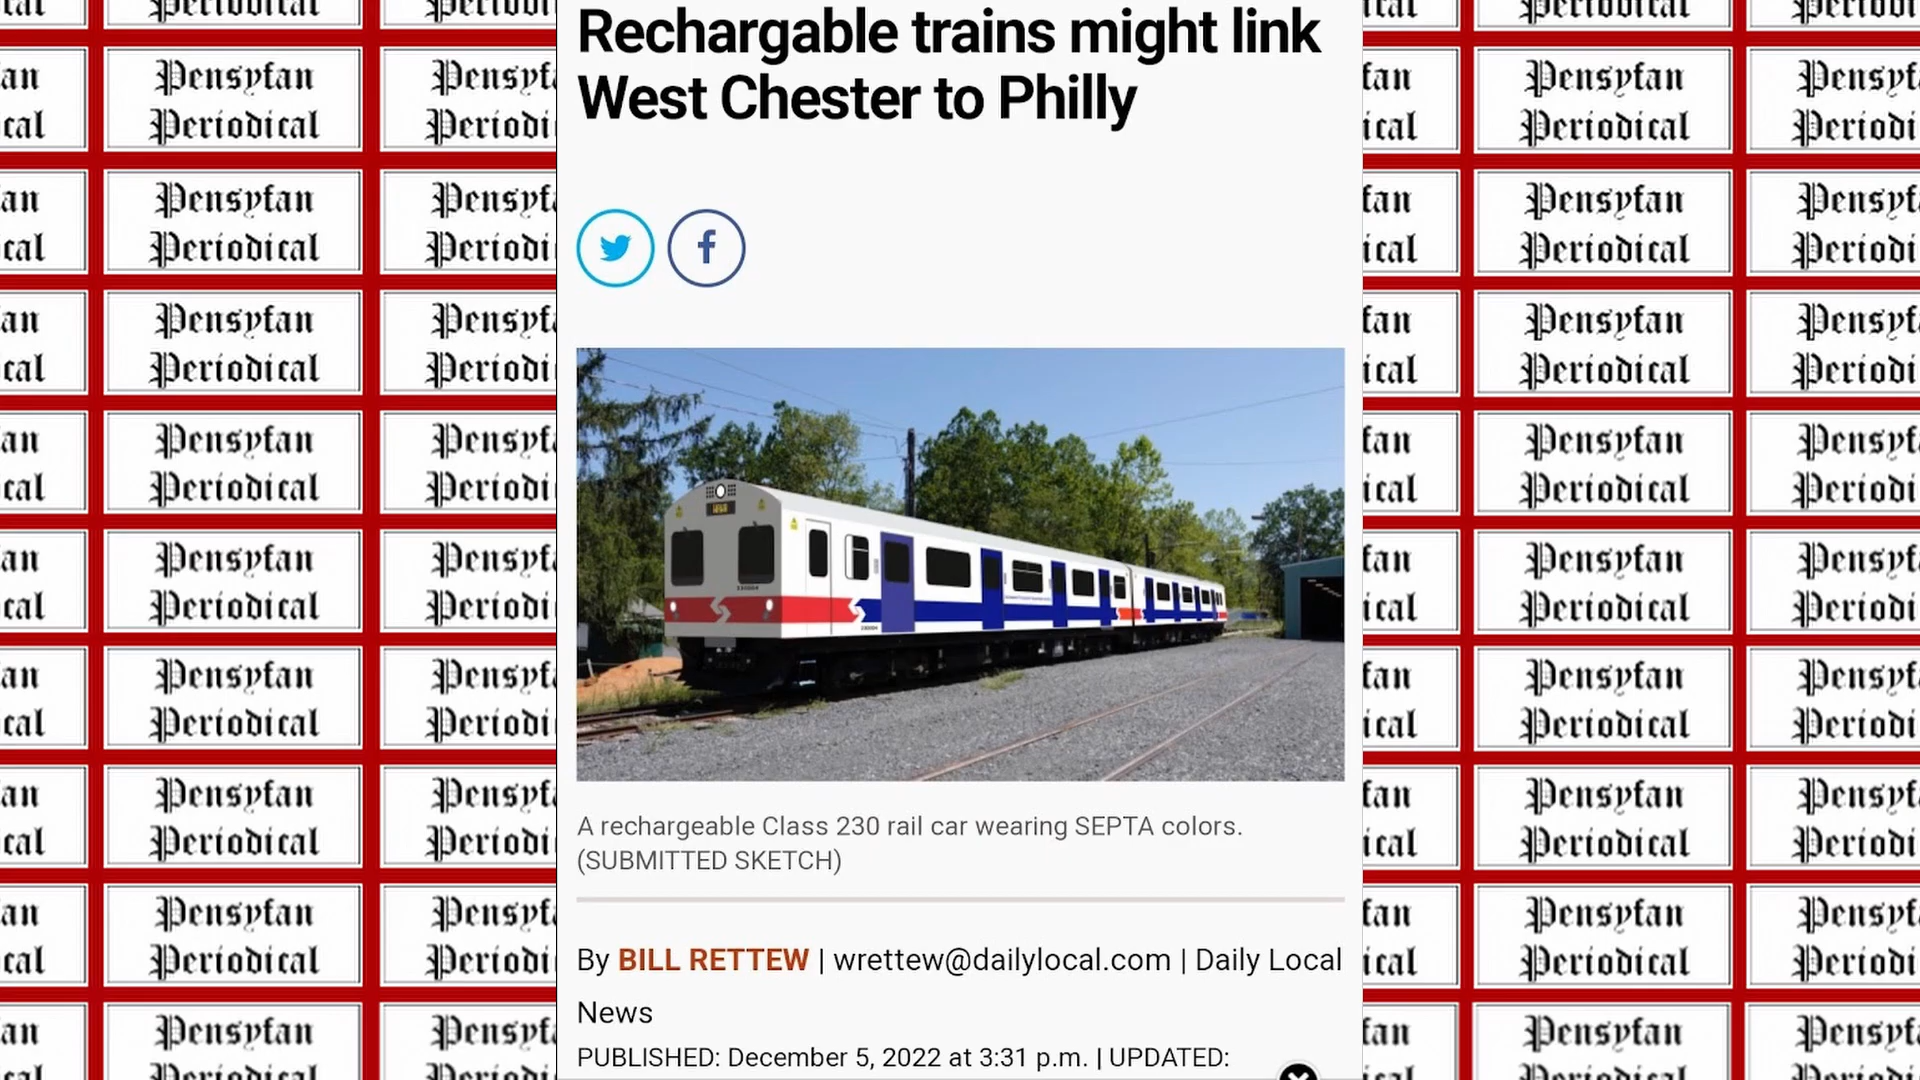 Rechargable trains might link
West Chester to Philly
A rechargeable Class 230 rail car wearing SEPTA colors.
(SUBMITTED SKETCH)
By BILL RETTEW | wrettew@dailylocal.com | Daily Local
News
PUBLISHED: December 5, 2022 at 3:31 p.m. | UPDATED:
Pensyfan
Periodical